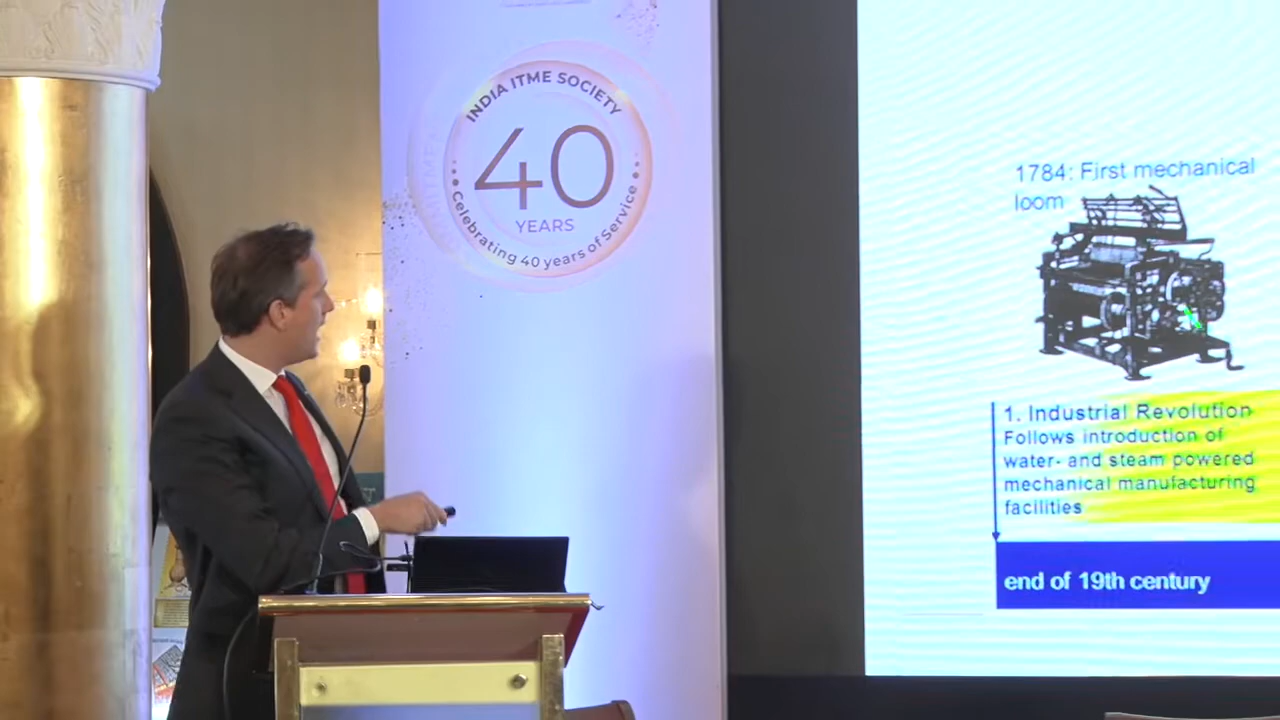 INDIA ITME SOCIETY
40
YEARS
Celebrating 40 years of Service
1784: First mechanical
loom
1. Industrial Revolution
Follows introduction of
water- and steam powered
mechanical manufacturing
facilities
end of 19th century